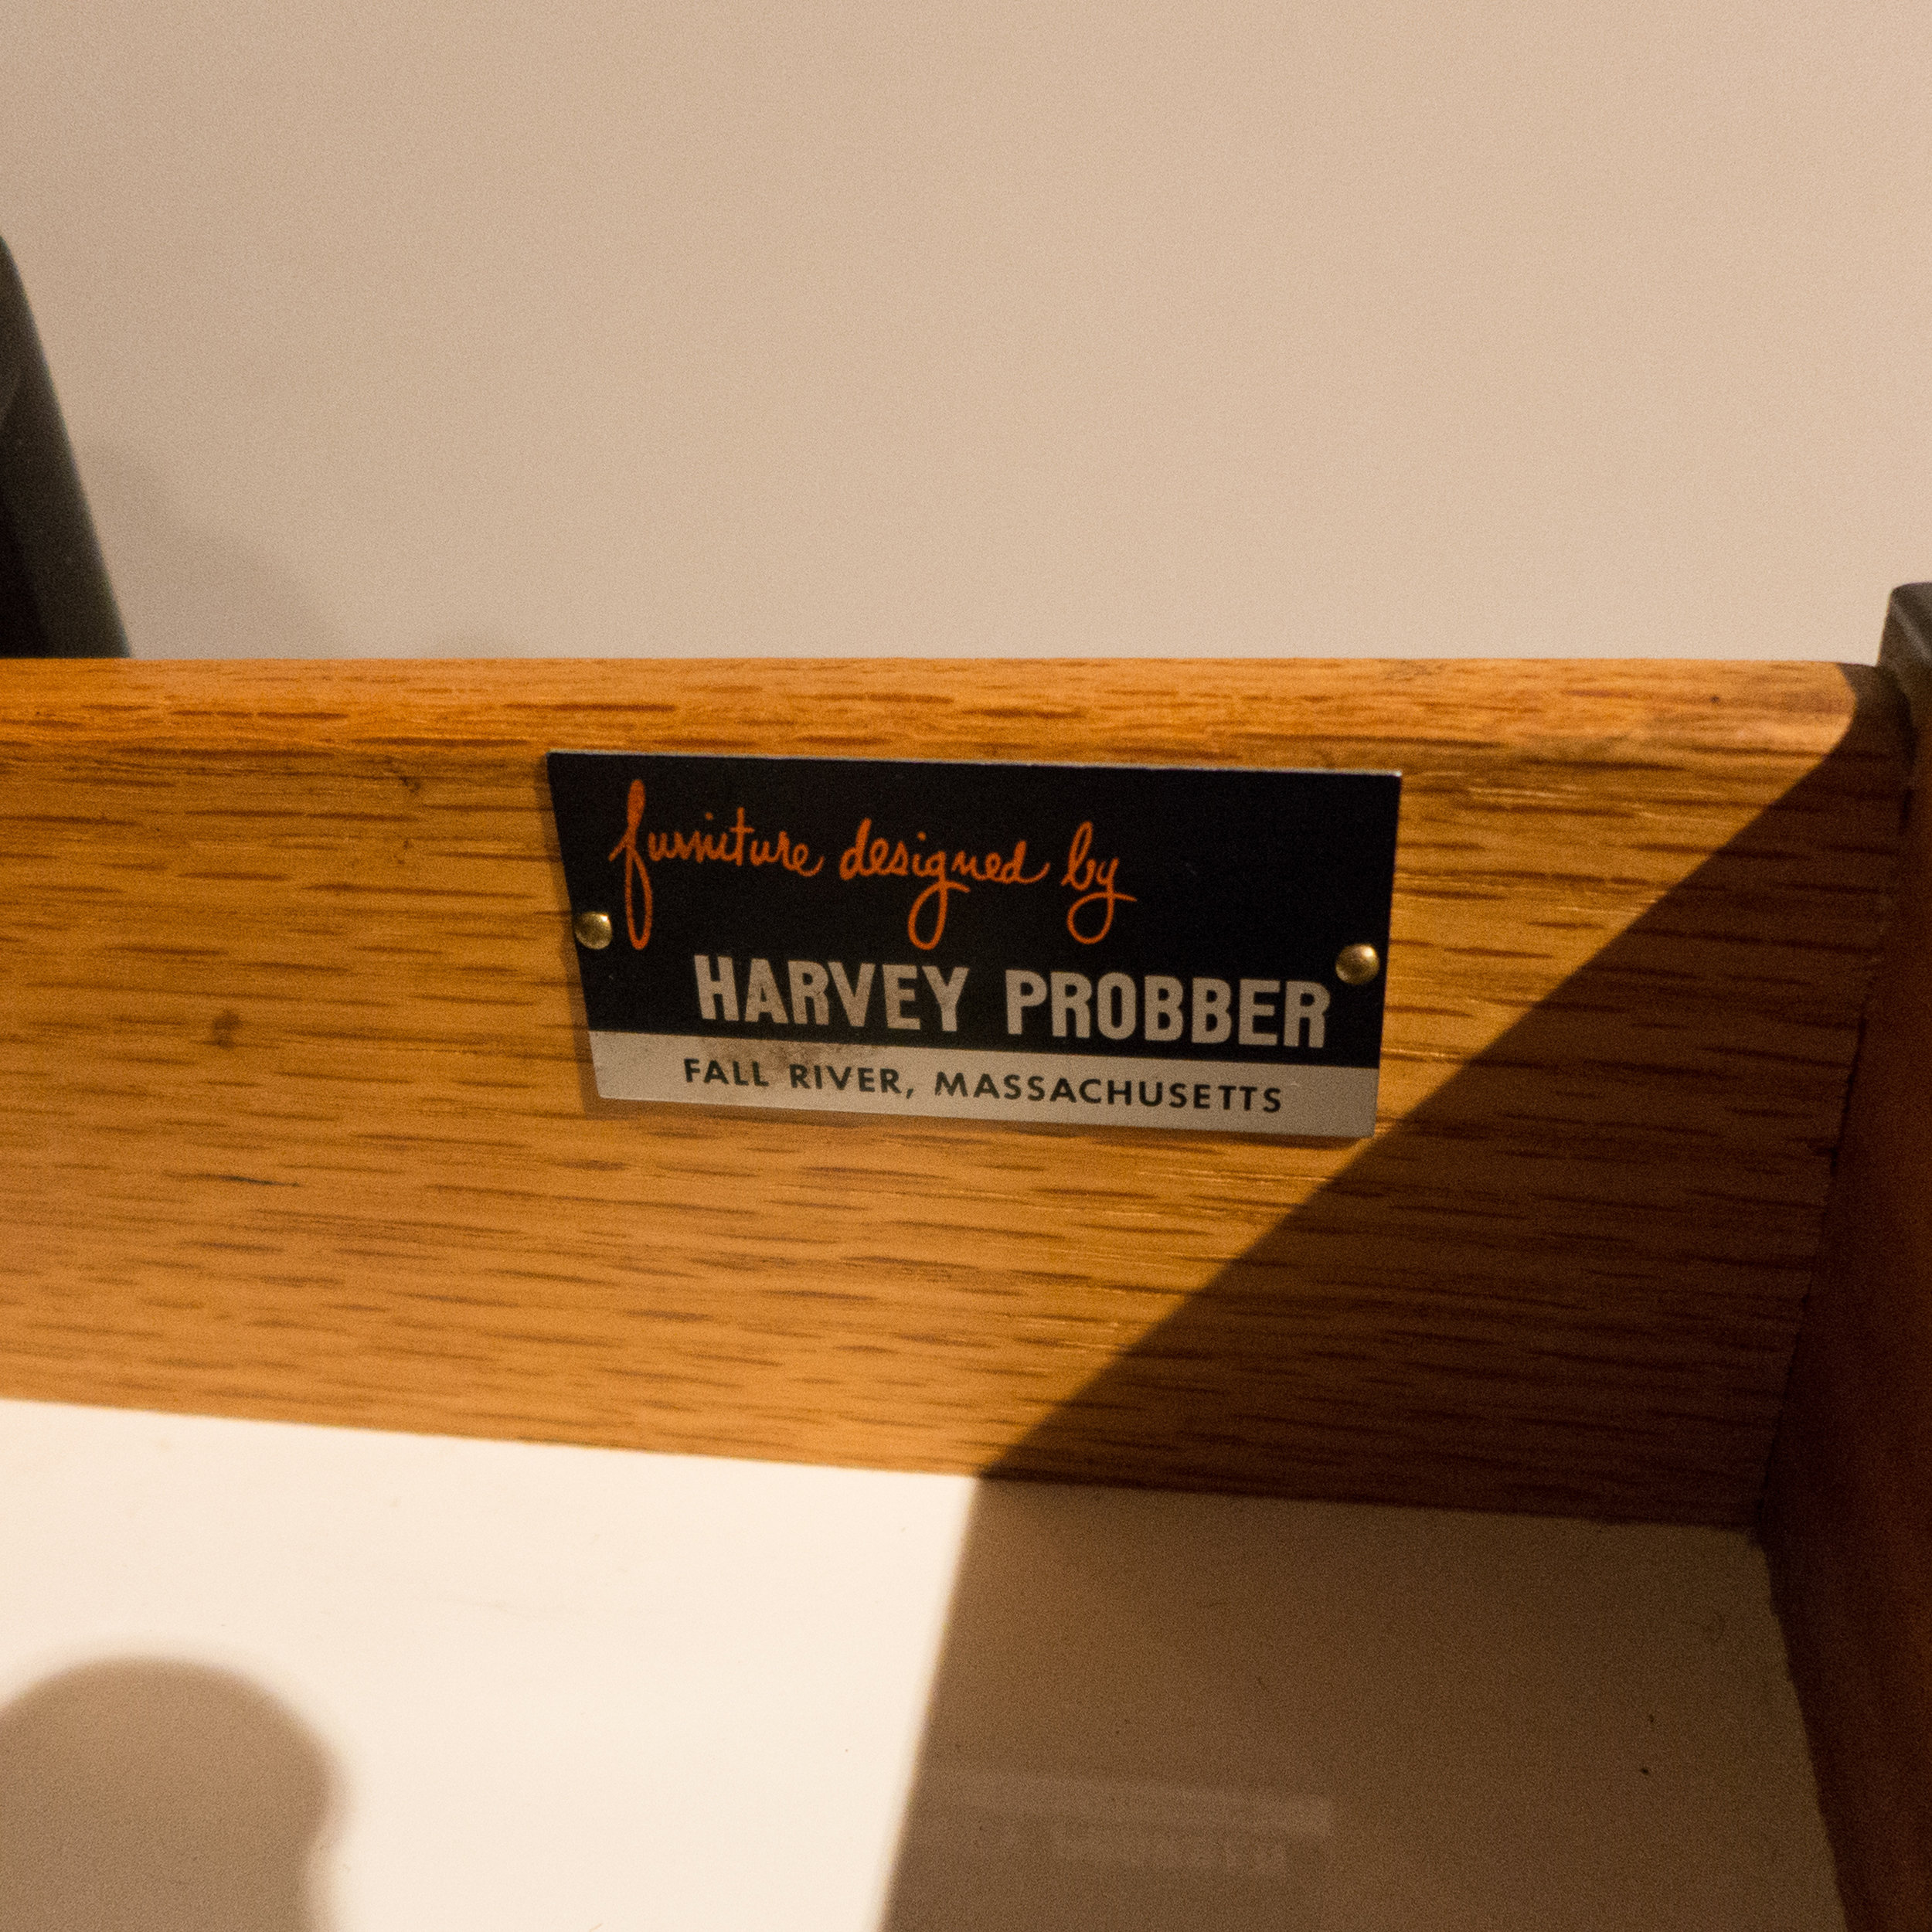 furniture designed by
HARVEY PROBBER
FALL RIVER, MASSACHUSETTS